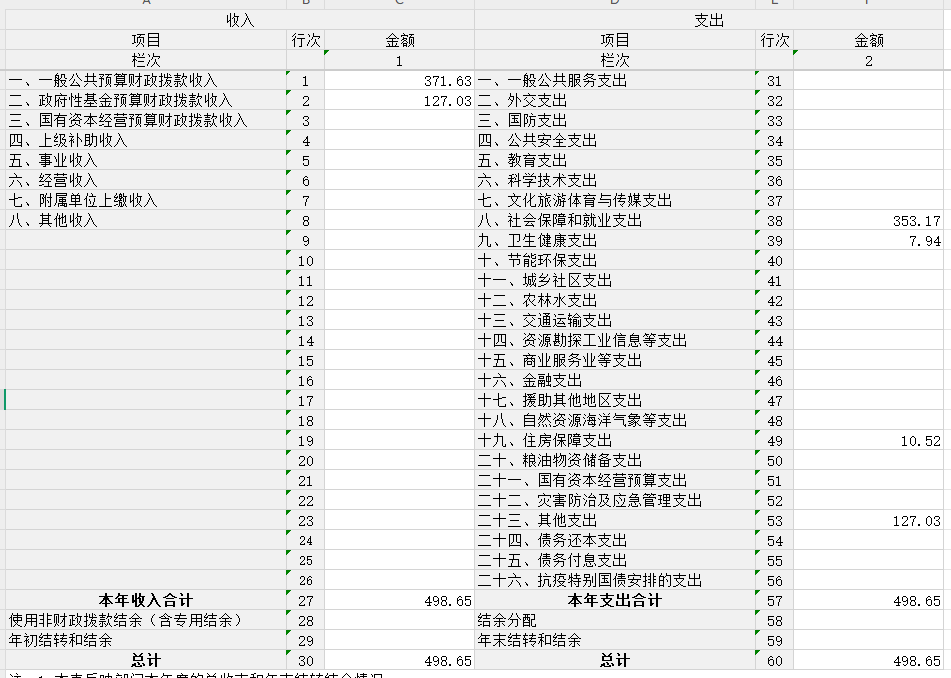 收入 支出
项目 行次 金额 项目 行次 金额
栏次 1 栏次 2
一、一般公共预算财政拨款收入 1 371.63 一、一般公共服务支出 31
二、政府性基金预算财政拨款收入 2 127.03 二、外交支出 32
三、国有资本经营预算财政拨款收入 3 三、国防支出 33
四、上级补助收入 4 四、公共安全支出 34
五、事业收入 5 五、教育支出 35
六、经营收入 6 六、科学技术支出 36
七、附属单位上缴收入 7 七、文化旅游体育与传媒支出 37
八、其他收入 8 八、社会保障和就业支出 38 353.17
9 九、卫生健康支出 39 7.94
10 十、节能环保支出 40
11 十一、城乡社区支出 41
12 十二、农林水支出 42
13 十三、交通运输支出 43
14 十四、资源勘探工业信息等支出 44
15 十五、商业服务业等支出 45
16 十六、金融支出 46
17 十七、援助其他地区支出 47
18 十八、自然资源海洋气象等支出 48
19 十九、住房保障支出 49 10.52
20 二十、粮油物资储备支出 50
21 二十一、国有资本经营预算支出 51
22 二十二、灾害防治及应急管理支出 52
23 二十三、其他支出 53 127.03
24 二十四、债务还本支出 54
25 二十五、债务付息支出 55
26 二十六、抗疫特别国债安排的支出 56
本年收入合计 27 498.65 本年支出合计 57 498.65
使用非财政拨款结余（含专用结余） 28 结余分配 58
年初结转和结余 29 年末结转和结余 59
总计 30 498.65 总计 60 498.65